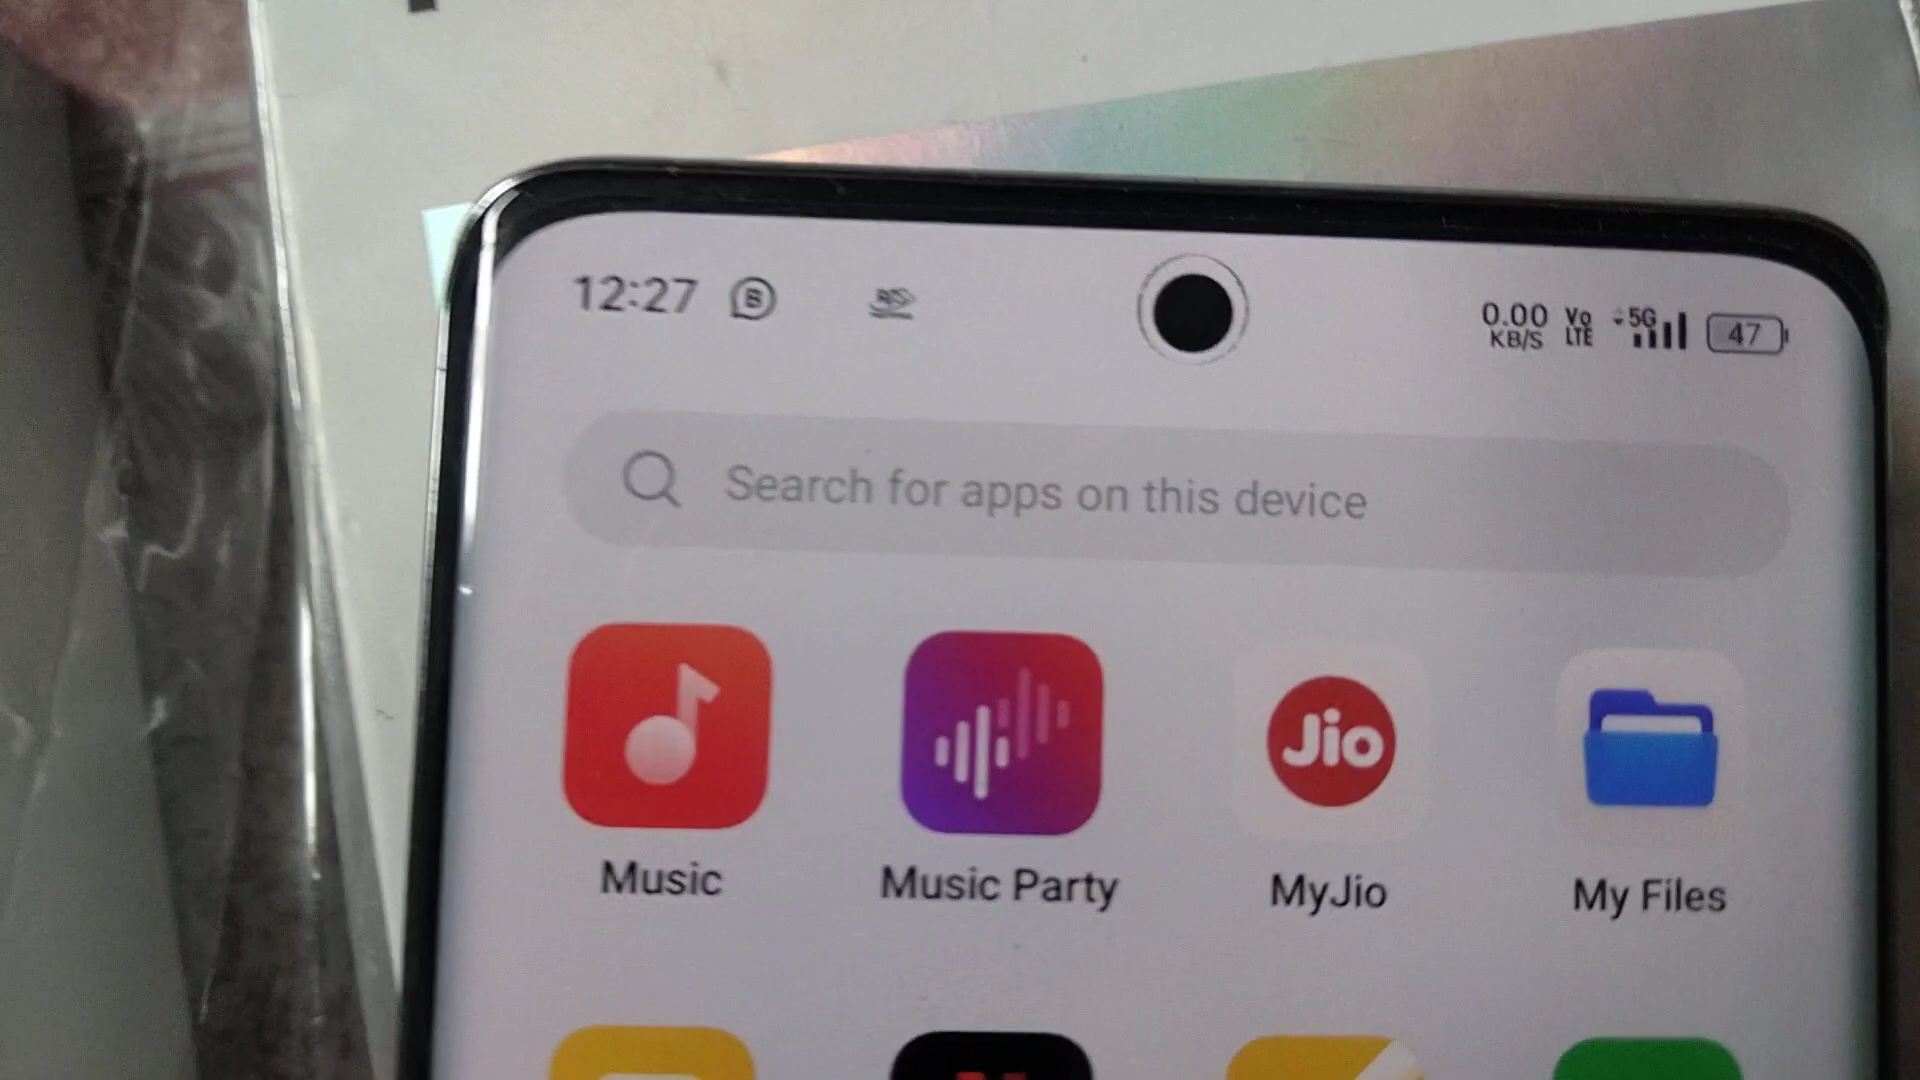 12:27
0.00 KB/S Vo LTE 5G 47
Search for apps on this device
Jio
Music Music Party MyJio My Files